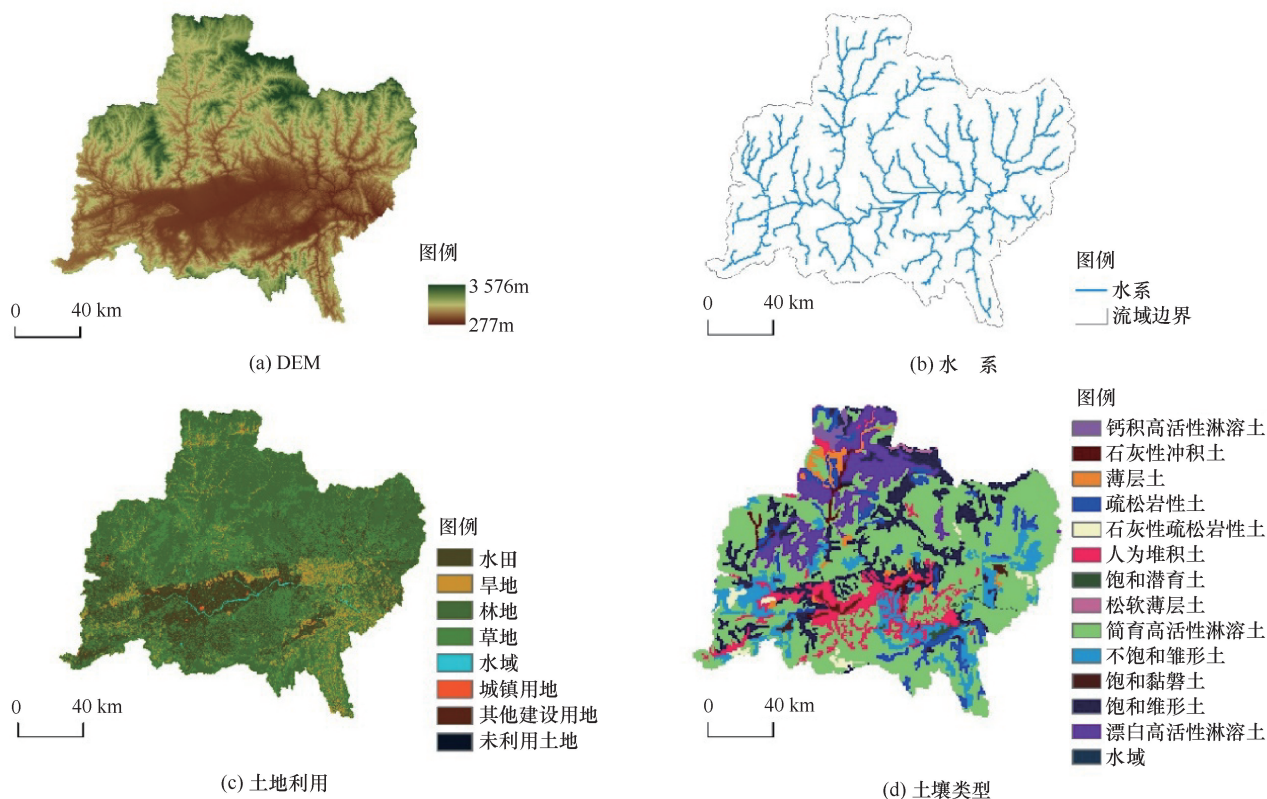 图例
3 576m
277m
0 40 km
(a) DEM
图例
水系
流域边界
0 40 km
(b) 水 系
图例
水田
旱地
林地
草地
水域
城镇用地
其他建设用地
未利用土地
0 40 km
(c) 土地利用
图例
钙积高活性淋溶土
石灰性冲积土
薄层土
疏松岩性土
石灰性疏松岩性土
人为堆积土
饱和潜育土
松软薄层土
简育高活性淋溶土
不饱和雏形土
饱和黏磐土
饱和雏形土
漂白高活性淋溶土
水域
0 40 km
(d) 土壤类型